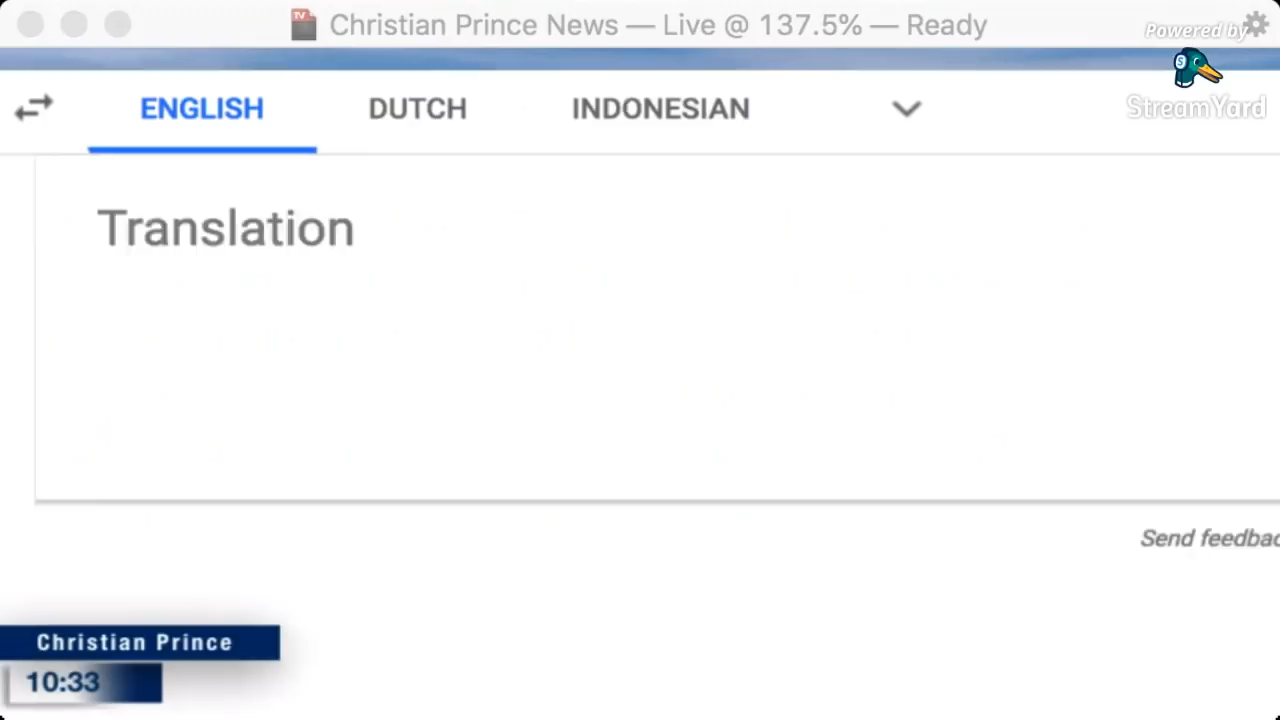 Christian Prince News — Live @ 137.5% — Ready
Powered by
StreamYard
ENGLISH DUTCH INDONESIAN
Translation
Send feedbac
Christian Prince
10:33